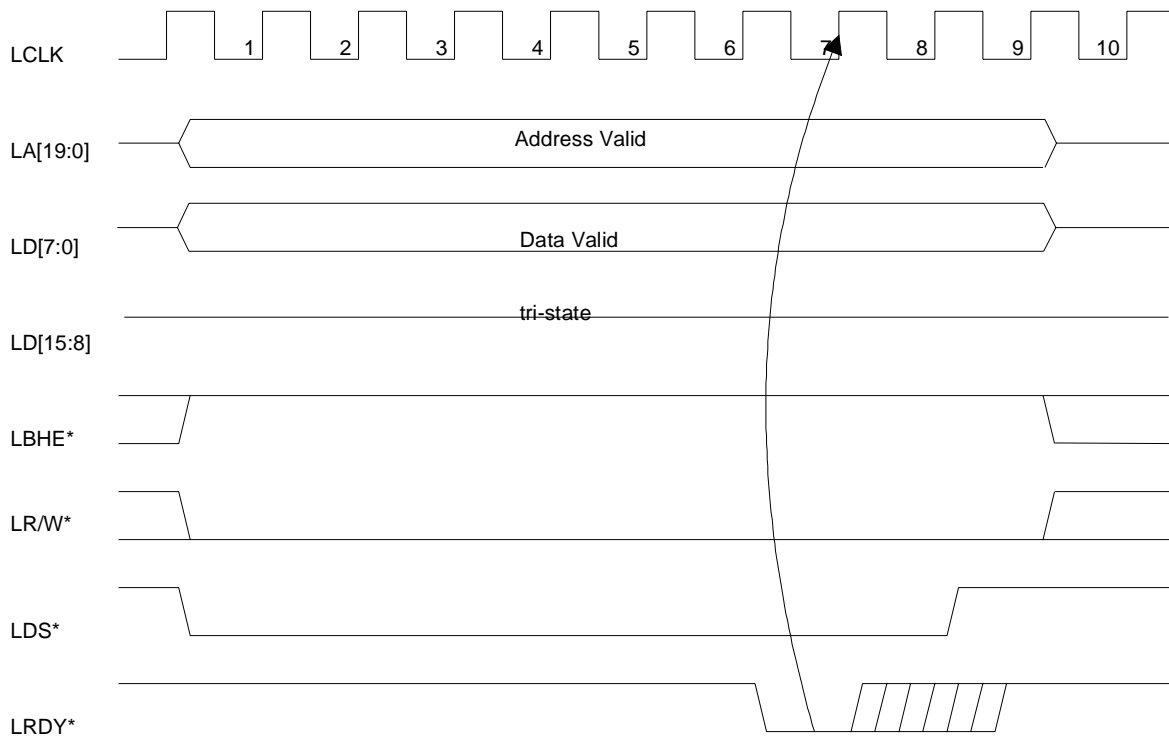 LCLK
1 2 3 4 5 6 7 8 9 10
LA[19:0]
Address Valid
LD[7:0]
Data Valid
LD[15:8]
tri-state
LBHE*
LR/W*
LDS*
LRDY*